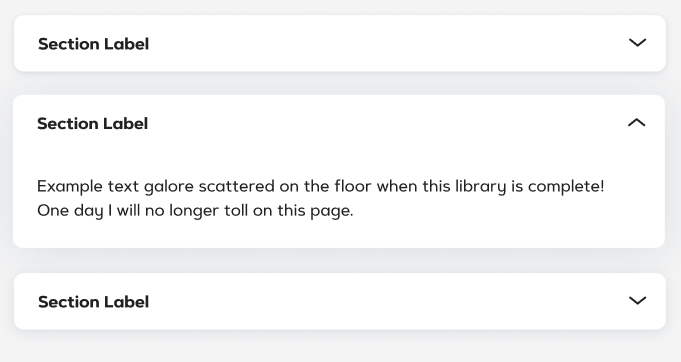 Section Label
Section Label
Example text galore scattered on the floor when this library is complete!
One day I will no longer toll on this page.
Section Label